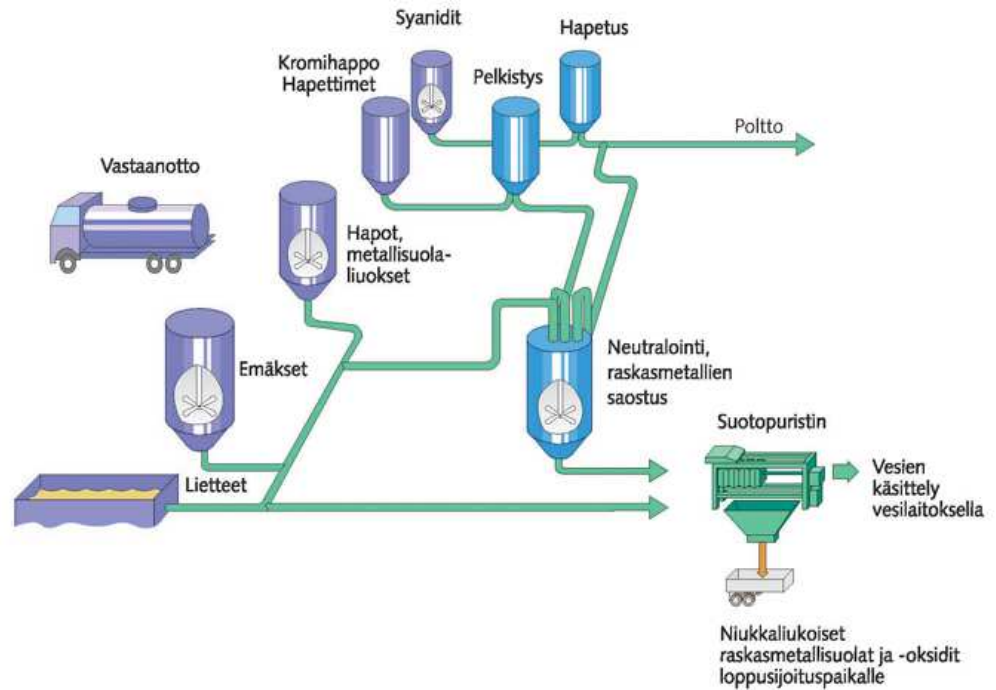 Syanidit
Hapetus
Kromihappo
Hapettimet
Pelkistys
Poltto
Vastaanotto
Hapot,
metallisuola-
liuokset
Emäkset
Neutralointi,
raskasmetallien
saostus
Suotopuristin
Lietteet
Vesien
käsittely
vesilaitoksella
Niukkaliukoiset
raskasmetallisuolat ja -oksidit
loppusijoituspaikalle